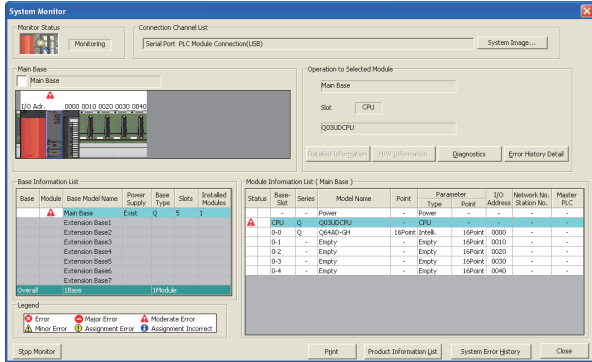 System Monitor
Monitor Status
Monitoring
Connection Channel List
Serial Port PLC Module Connection(USB)
System Image...
Main Base
Main Base
I/O Adr. 0000 0010 0020 0030 0040
Operation to Selected Module
Main Base
Slot CPU
Q03UDCPU
Detailed Information
H/W Information
Diagnostics
Error History Detail
Base Information List
Base Module Base Model Name Power Supply Base Type Slots Installed Modules
Main Base Exist Q 5 1
Extension Base1
Extension Base2
Extension Base3
Extension Base4
Extension Base5
Extension Base6
Extension Base7
Overall 1Base 1Module
Module Information List ( Main Base )
Status Base-Slot Series Model Name Point Parameter Type Point I/O Address Network No. Station No. Master PLC
- - Power - Power - - - -
CPU Q Q03UDCPU - CPU - - - -
0-0 Q Q64AD-GH 16Point Intelli. 16Point 0000 - -
0-1 - Empty - Empty 16Point 0010 - -
0-2 - Empty - Empty 16Point 0020 - -
0-3 - Empty - Empty 16Point 0030 - -
0-4 - Empty - Empty 16Point 0040 - -
Legend
Error Major Error Moderate Error
Minor Error Assignment Error Assignment Incorrect
Stop Monitor
Print
Product Information List
System Error History
Close